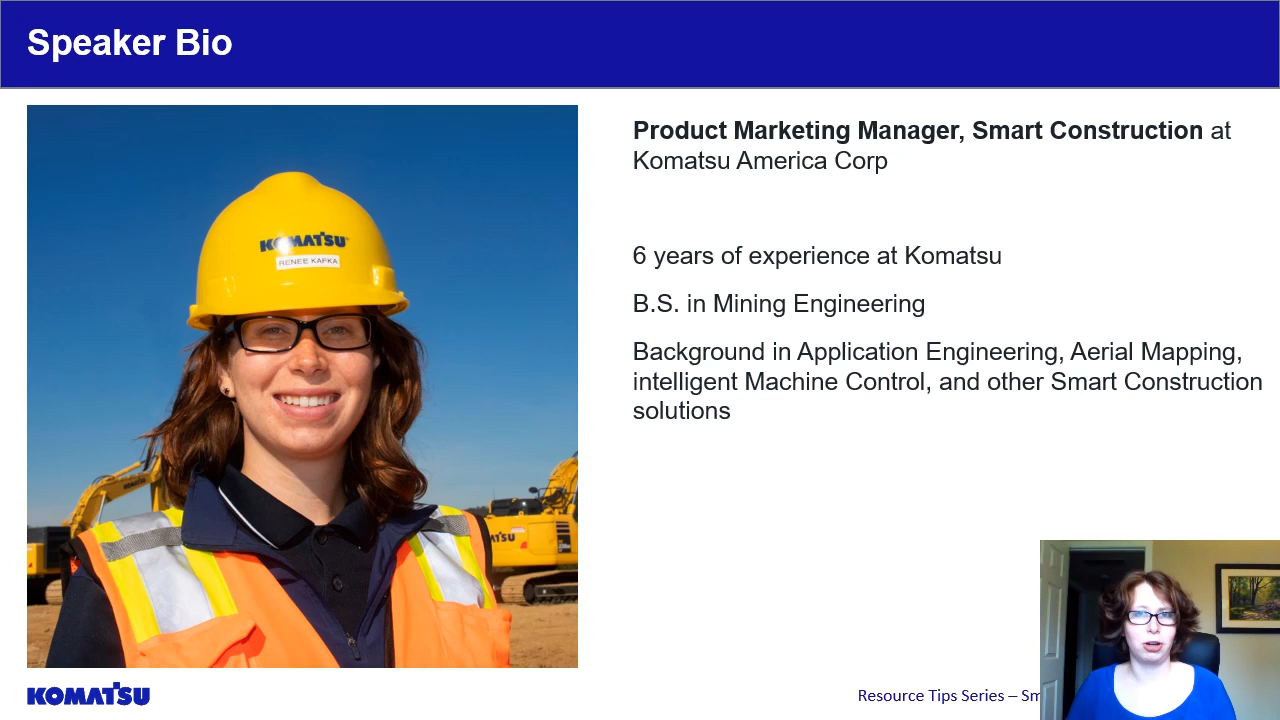 Speaker Bio
KOMATSU
RENEE KAFKA
Product Marketing Manager, Smart Construction at
Komatsu America Corp
6 years of experience at Komatsu
B.S. in Mining Engineering
Background in Application Engineering, Aerial Mapping,
intelligent Machine Control, and other Smart Construction
solutions
KOMATSU
Resource Tips Series – Sm